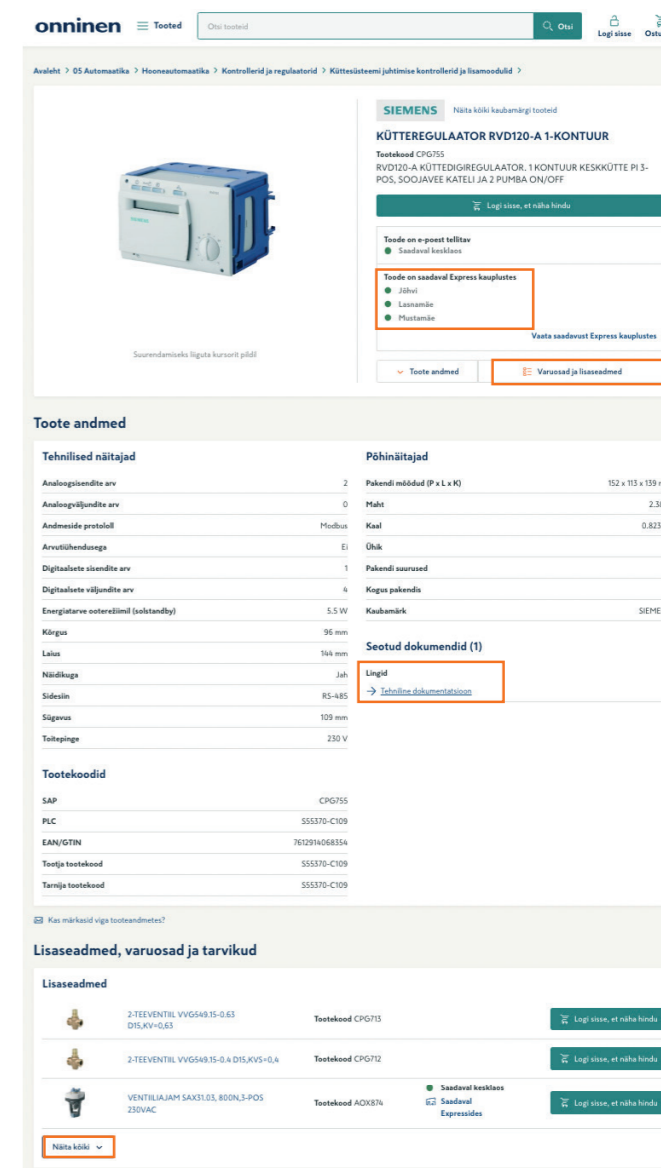 onninen
Tooted
Otsi tooteid
Otsi
Logi sisse
Avaleht > 05 Automaatika > Hooneautomaatika > Kontrollerid ja regulaatorid > Küttesüsteemi juhtimise kontrollerid ja lisamoodulid >
SIEMENS Näita kõiki kaubamärgi tooteid
KÜTTEREGULAATOR RVD120-A 1-KONTUUR
Tootekood CPG755
RVD120-A KÜTTEDIGIREGULAATOR. 1 KONTUUR KESKKÜTTE PI 3-
POS, SOOJAVEE KATELI JA 2 PUMBA ON/OFF
Logi sisse, et näha hindu
Toode on e-poest tellitav
Saadaval kesklaos
Toode on saadaval Express kauplustes
Jõhvi
Lasnamäe
Mustamäe
Vaata saadavust Express kauplustes
Suurendamiseks liiguta kursorit pildil
Toote andmed
Varuosad ja lisaseadmed
Toote andmed
Tehnilised näitajad
Analoogsisendite arv 2
Analoogväljundite arv 0
Andmeside protololl Modbus
Arvutiühendusega Ei
Digitaalsete sisendite arv 1
Digitaalsete väljundite arv 4
Energiatarve ooterežiimil (solstandby) 5.5 W
Kõrgus 96 mm
Laius 144 mm
Näidikuga Jah
Sidesiin RS-485
Sügavus 109 mm
Toitepinge 230 V
Põhinäitajad
Pakendi mõõdud (P x L x K) 152 x 113 x 139
Maht
Kaal 0.823
Ühik
Pakendi suurused
Kogus pakendis
Kaubamärk SIEME
Seotud dokumendid (1)
Lingid
Tehniline dokumentatsioon
Tootekoodid
SAP CPG755
PLC S55370-C109
EAN/GTIN 7612914068354
Tootja tootekood S55370-C109
Tarnija tootekood S55370-C109
Kas märkasid viga tooteandmetes?
Lisaseadmed, varuosad ja tarvikud
Lisaseadmed
2-TEEVENTIIL VVG549.15-0.63
D15,KV=0,63
Tootekood CPG713
Logi sisse, et näha hindu
2-TEEVENTIIL VVG549.15-0.4 D15,KVS=0,4
Tootekood CPG712
Logi sisse, et näha hindu
VENTIILIAJAM SAX31.03, 800N,3-POS
230VAC
Tootekood AOX874
Saadaval kesklaos
Saadaval
Expressides
Logi sisse, et näha hindu
Näita kõiki